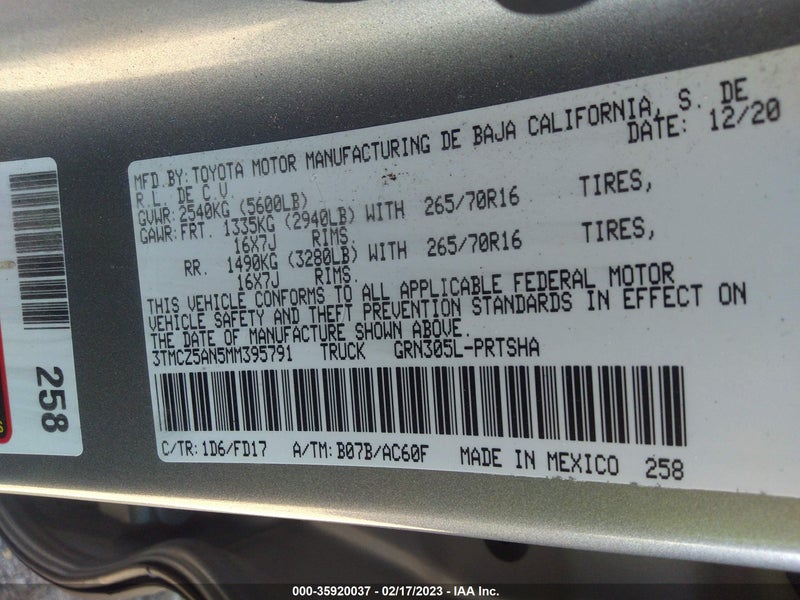 MFD.BY:TOYOTA MOTOR MANUFACTURING DE BAJA CALIFORNIA, S. DE
R.L. DE C.V DATE: 12/20
GVWR:2540KG (5600LB)
GAWR:FRT. 1335KG (2940LB) WITH 265/70R16 TIRES,
16X7J RIMS.
RR. 1490KG (3280LB) WITH 265/70R16 TIRES,
16X7J RIMS.
THIS VEHICLE CONFORMS TO ALL APPLICABLE FEDERAL MOTOR
VEHICLE SAFETY AND THEFT PREVENTION STANDARDS IN EFFECT ON
THE DATE OF MANUFACTURE SHOWN ABOVE.
3TMCZ5AN5MM395791 TRUCK GRN305L-PRTSHA
C/TR:1D6/FD17 A/TM:B07B/AC60F MADE IN MEXICO 258
258
000-35920037 - 02/17/2023 - IAA Inc.